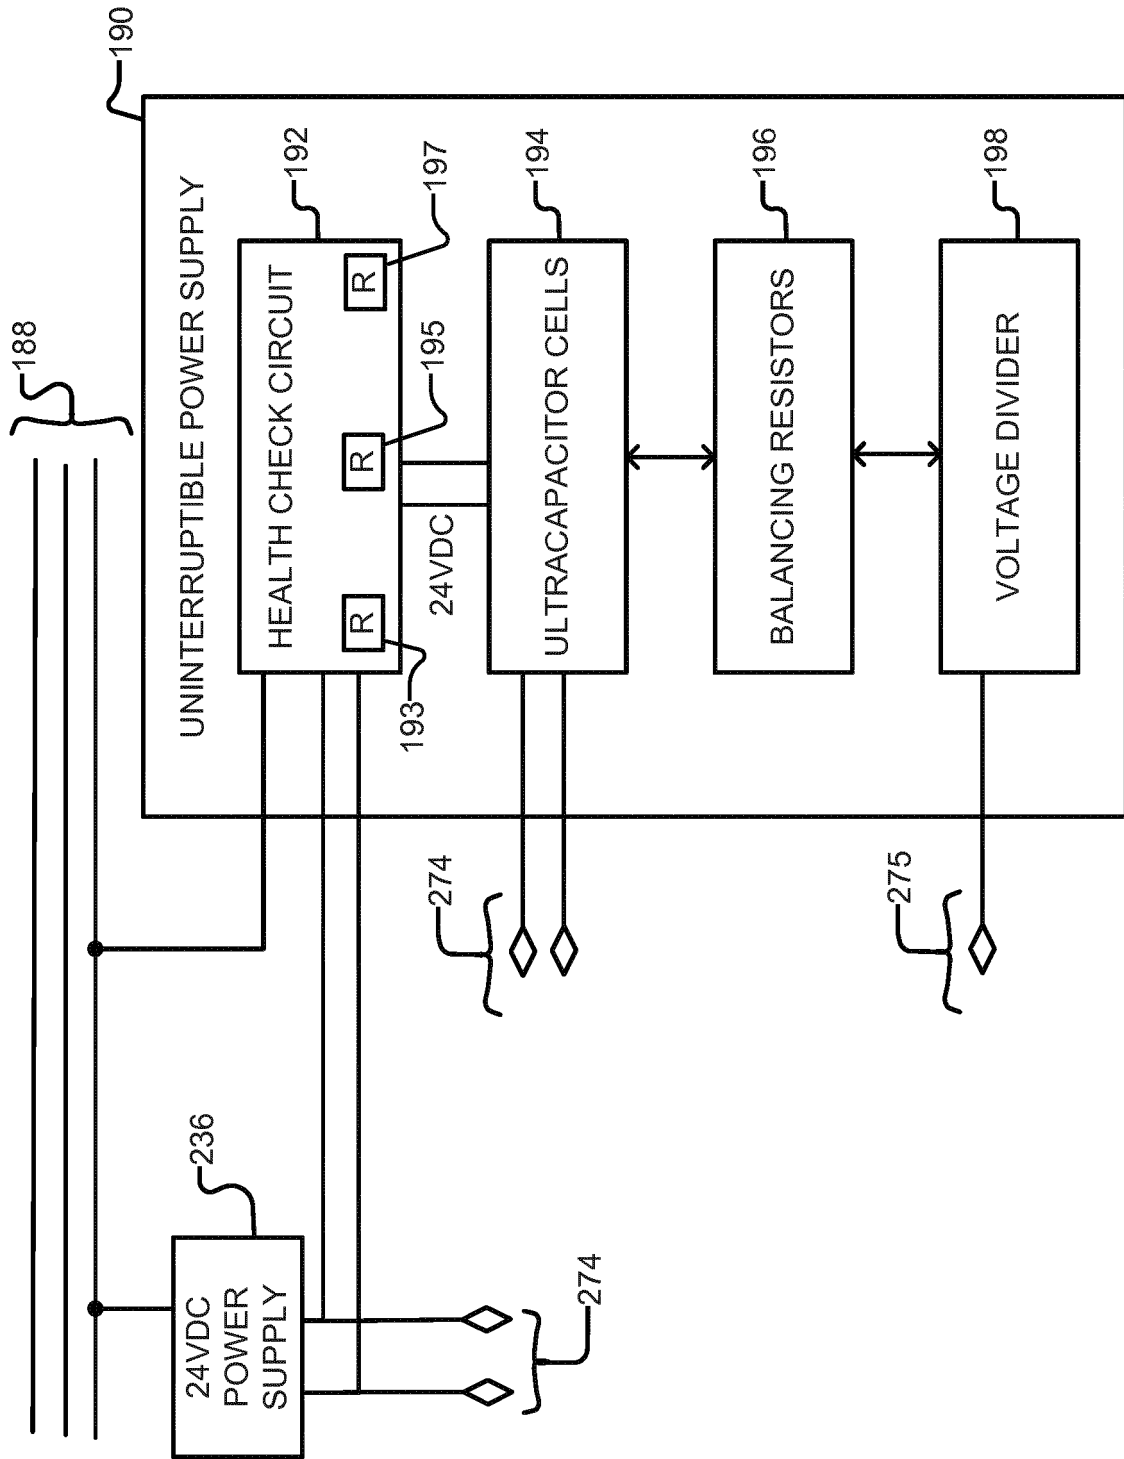 188
190
UNINTERRUPTIBLE POWER SUPPLY
192
HEALTH CHECK CIRCUIT
R
193
R
195
R
197
24VDC
194
ULTRACAPACITOR CELLS
196
BALANCING RESISTORS
198
VOLTAGE DIVIDER
236
24VDC
POWER
SUPPLY
274
274
275